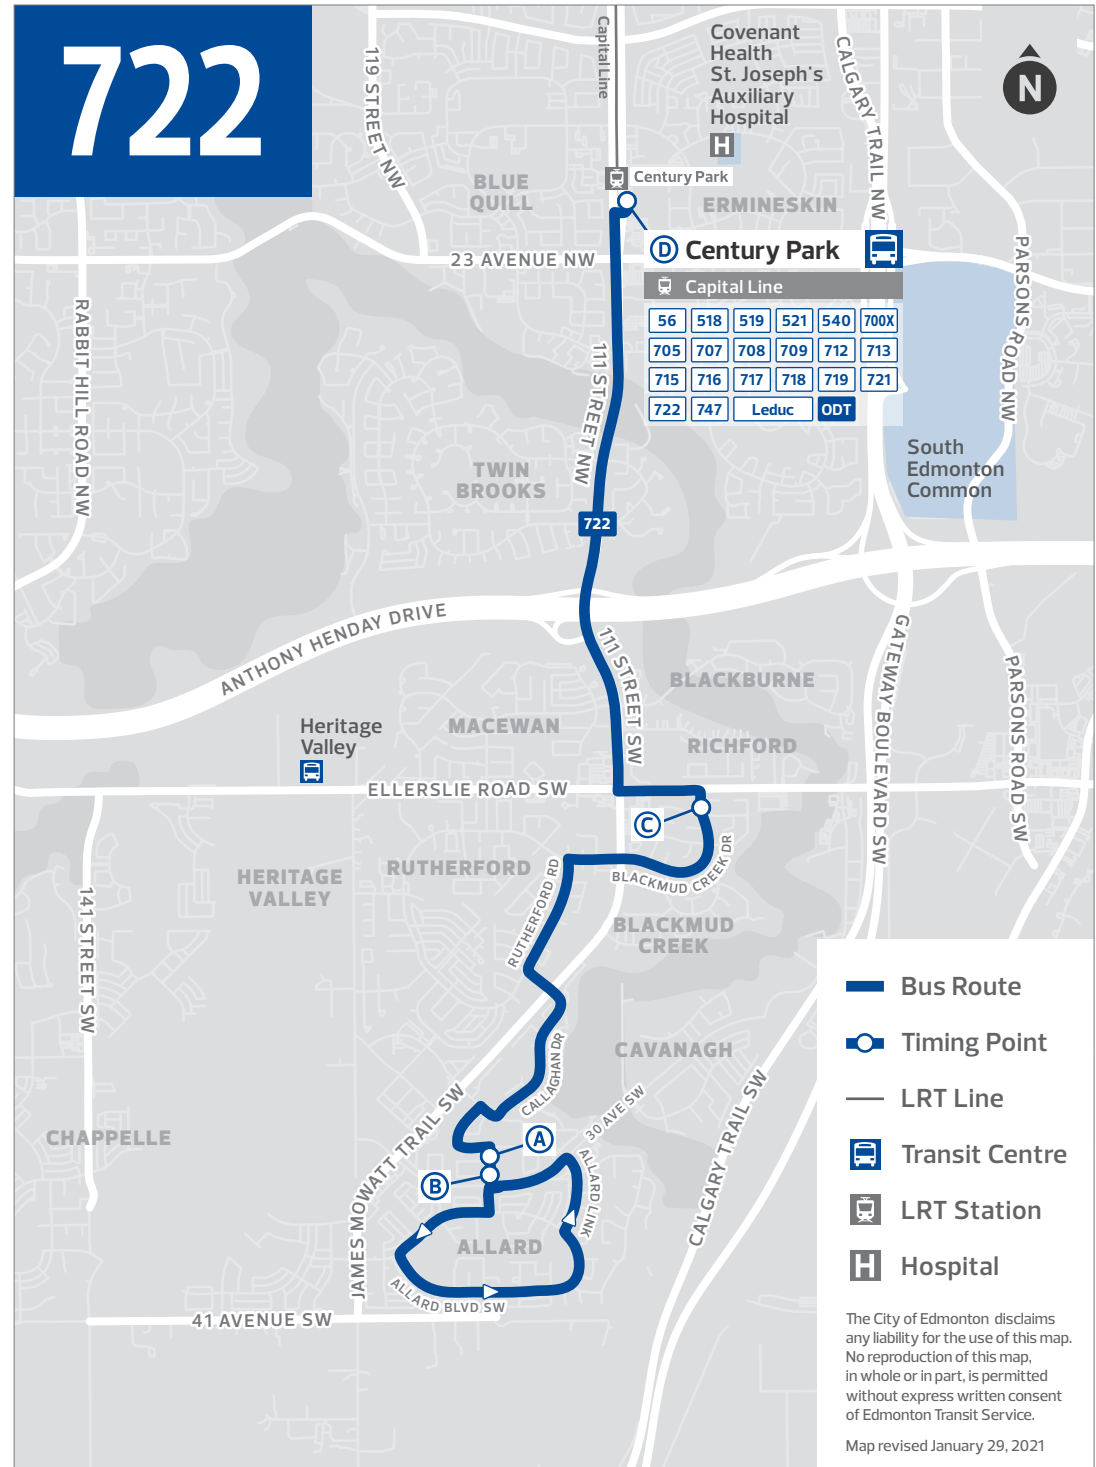 722
119 STREET NW
Capital Line
Covenant
Health
St. Joseph's
Auxiliary
Hospital
H
CALGARY TRAIL NW
N
Century Park
BLUE
QUILL
ERMINESKIN
23 AVENUE NW
D Century Park
Capital Line
56 518 519 521 540 700X
705 707 708 709 712 713
715 716 717 718 719 721
722 747 Leduc ODT
PARSONS ROAD NW
RABBIT HILL ROAD NW
111 STREET NW
South
Edmonton
Common
TWIN
BROOKS
722
ANTHONY HENDAY DRIVE
111 STREET SW
GATEWAY BOULEVARD SW
PARSONS ROAD SW
BLACKBURNE
MACEWAN
RICHFORD
Heritage
Valley
ELLERSLIE ROAD SW
C
RUTHERFORD
HERITAGE
VALLEY
BLACKMUD CREEK DR
RUTHERFORD RD
141 STREET SW
BLACKMUD
CREEK
CAVANAGH
CALLAGHAN DR
30 AVE SW
CHAPPELLE
JAMES MOWATT TRAIL SW
A
B
ALLARD LINK
CALGARY TRAIL SW
ALLARD
ALLARD BLVD SW
41 AVENUE SW
Bus Route
Timing Point
LRT Line
Transit Centre
LRT Station
H Hospital
The City of Edmonton disclaims
any liability for the use of this map.
No reproduction of this map,
in whole or in part, is permitted
without express written consent
of Edmonton Transit Service.
Map revised January 29, 2021